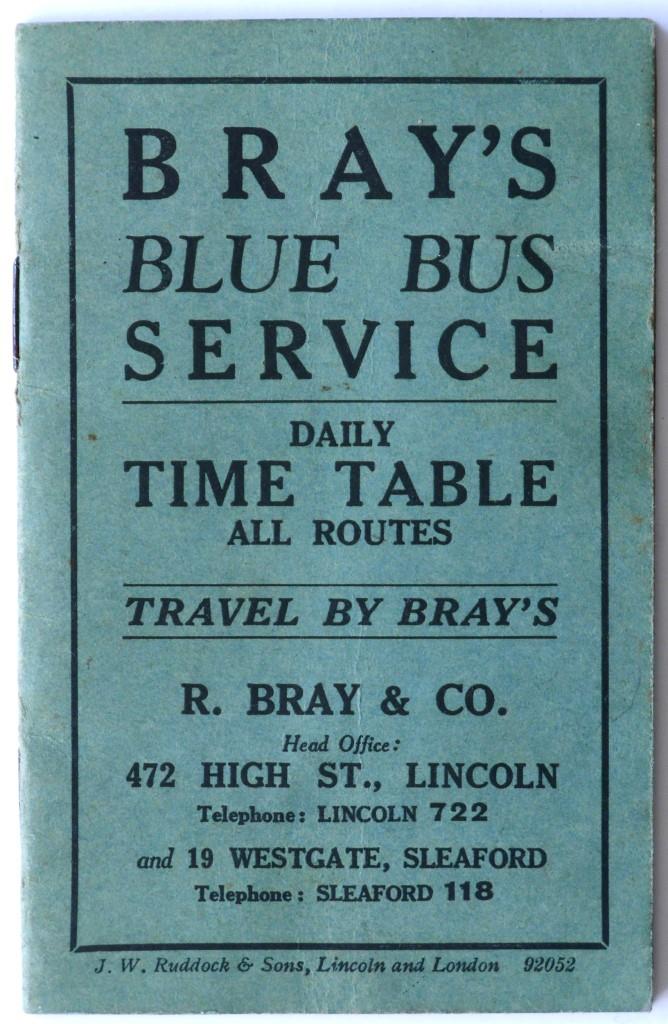 BRAY'S
BLUE BUS
SERVICE
DAILY
TIME TABLE
ALL ROUTES
TRAVEL BY BRAY'S
R. BRAY & CO.
Head Office:
472 HIGH ST., LINCOLN
Telephone: LINCOLN 722
and 19 WESTGATE, SLEAFORD
Telephone: SLEAFORD 118
J. W. Ruddock & Sons, Lincoln and London 92052